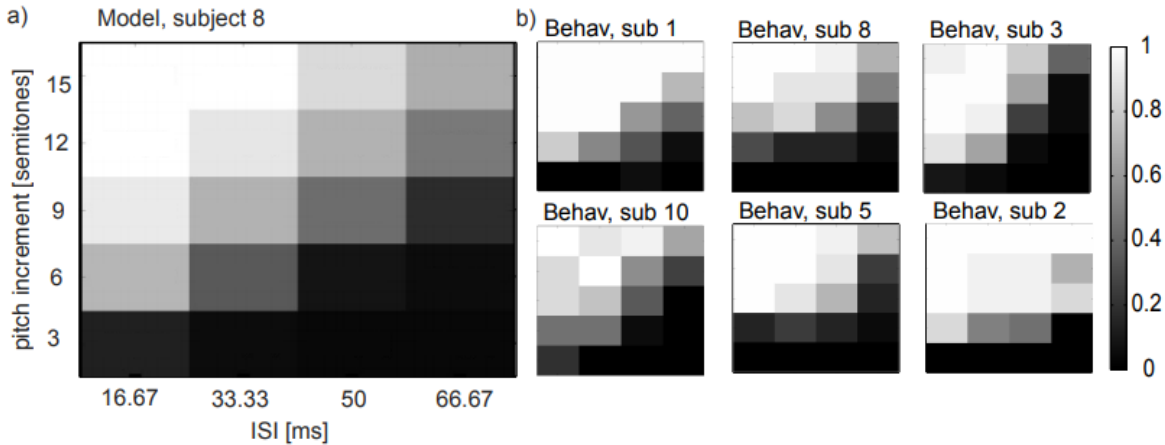 a)
Model, subject 8
pitch increment [semitones]
15
12
9
6
3
16.67 33.33 50 66.67
ISI [ms]
b)
Behav, sub 1
Behav, sub 8
Behav, sub 3
Behav, sub 10
Behav, sub 5
Behav, sub 2
1
0.8
0.6
0.4
0.2
0